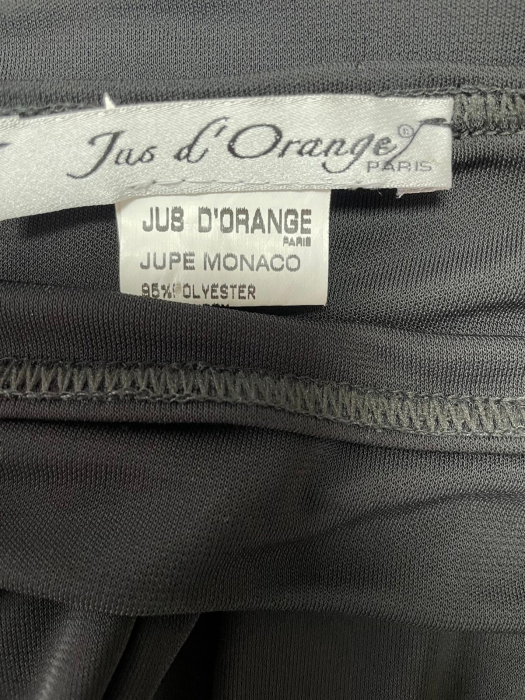 Jus d'Orange ©
PARIS
JUS D'ORANGE
PARIS
JUPE MONACO
95% POLYESTER